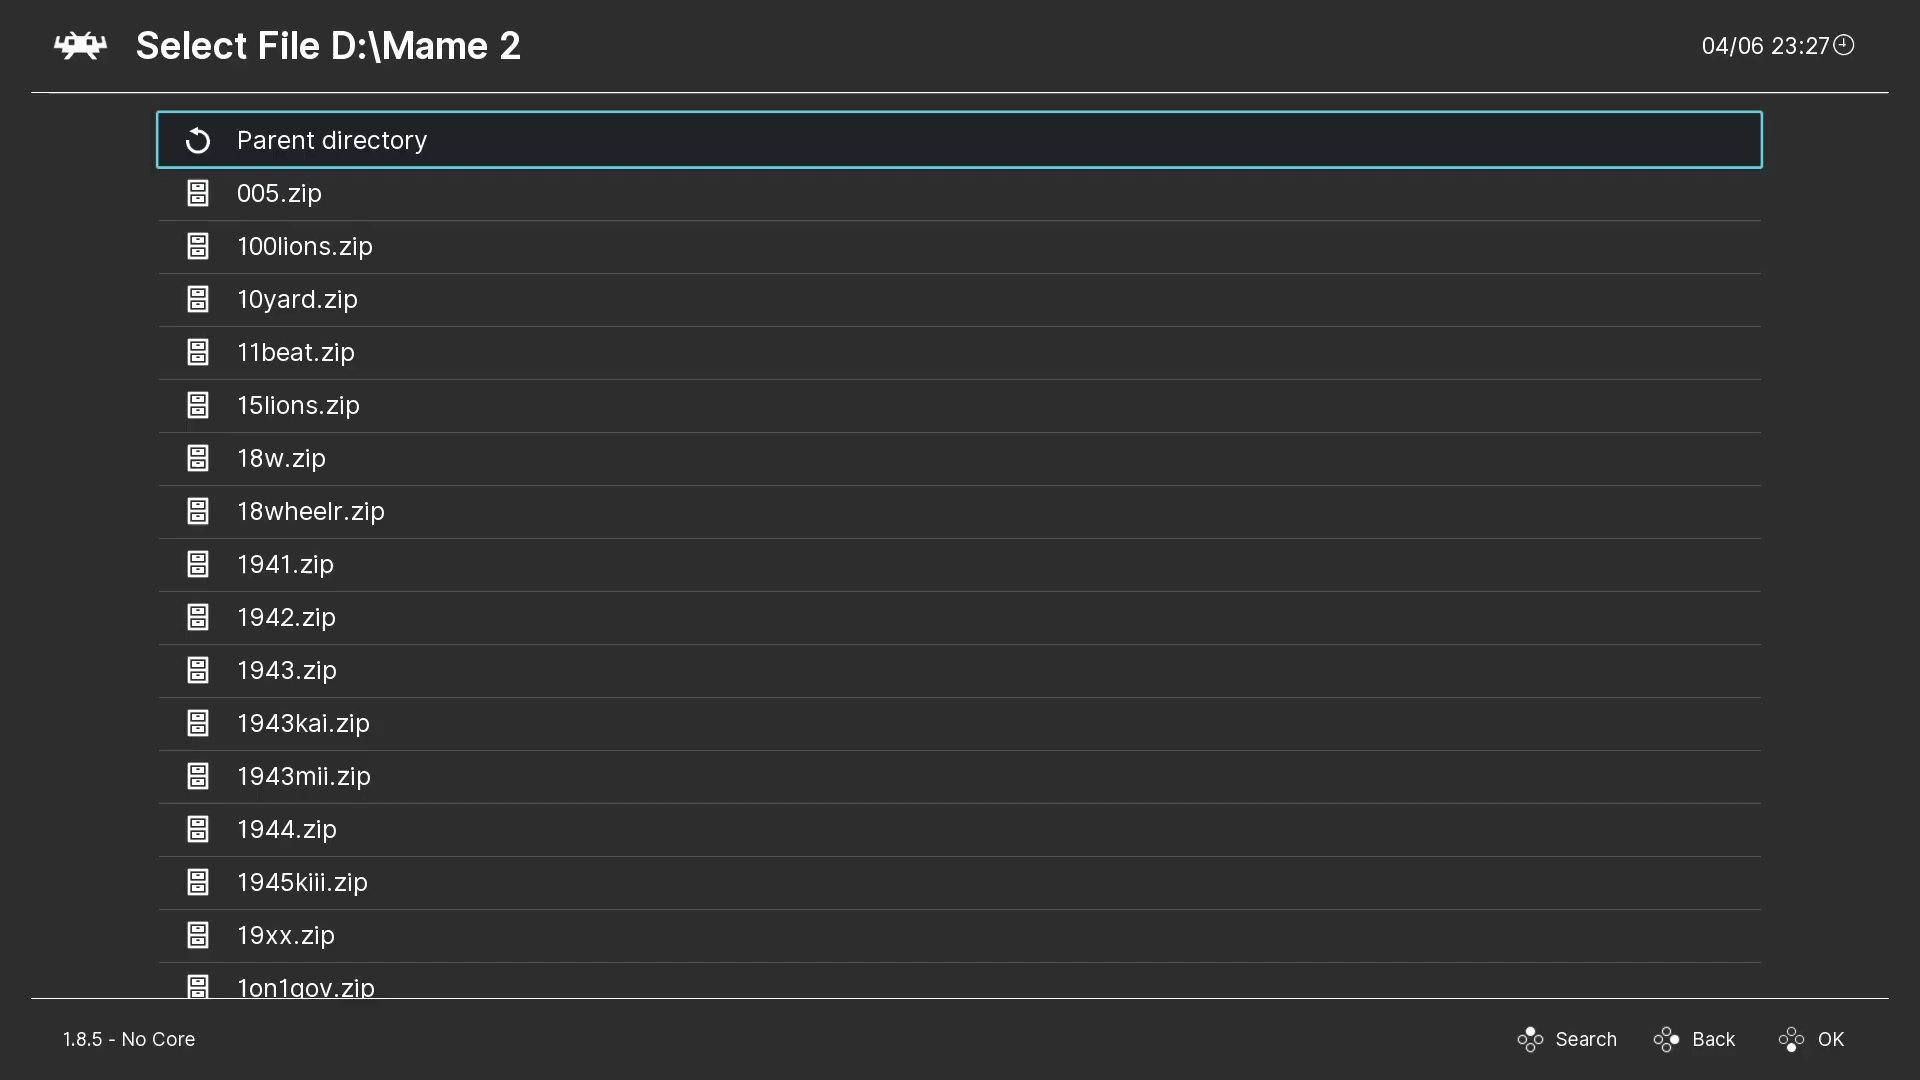 Select File D:\Mame 2
04/06 23:27
Parent directory
005.zip
100lions.zip
10yard.zip
11beat.zip
15lions.zip
18w.zip
18wheelr.zip
1941.zip
1942.zip
1943.zip
1943kai.zip
1943mii.zip
1944.zip
1945kiii.zip
19xx.zip
1on1gov.zip
1.8.5 - No Core
Search
Back
OK